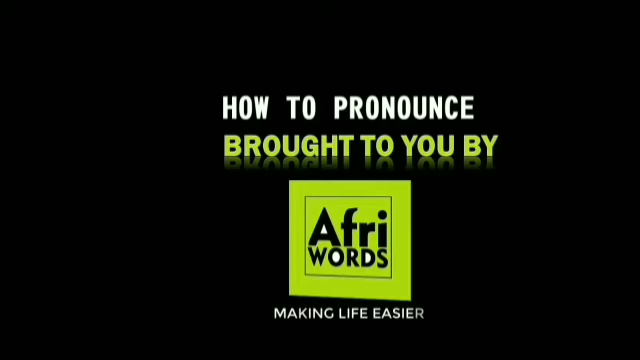 HOW TO PRONOUNCE
BROUGHT TO YOU BY
Afri
WORDS
MAKING LIFE EASIER